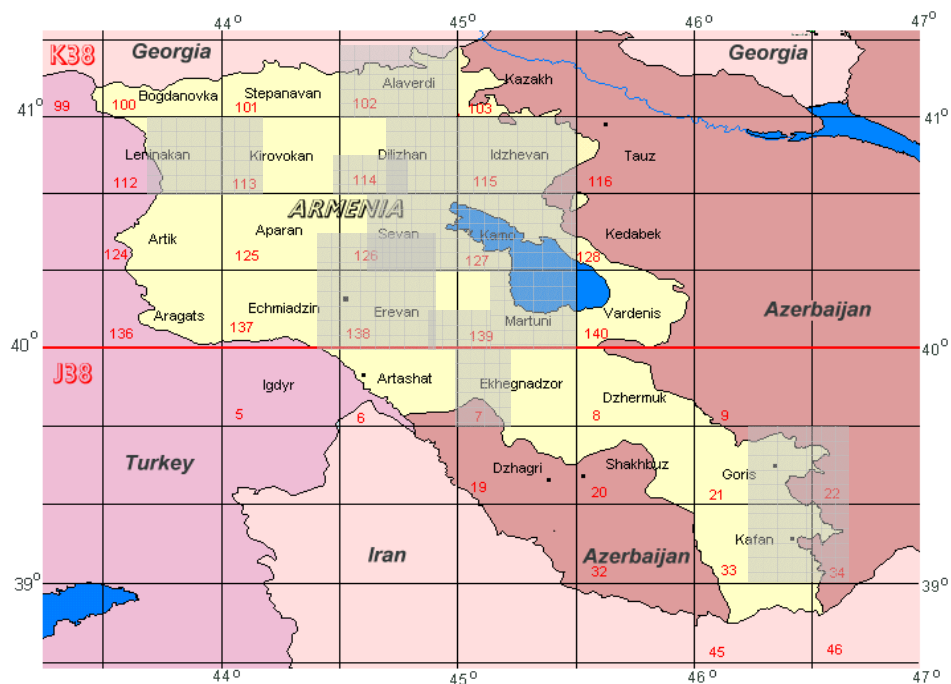 44° 45° 46° 47°
K38 Georgia Georgia
99 100 Bogdanovka 101 Stepanavan 102 Alaverdi 103 Kazakh
41° 41°
Leninakan Kirovokan Dilizhan Idzhevan Tauz
112 113 114 115 116
ARMENIA
Artik Aparan Sevan Kamo Kedabek
124 125 126 127 128
Aragats Echmiadzin Erevan Martuni Vardenis Azerbaijan
136 137 138 139 140
40° 40°
J38
Igdyr Artashat Ekhegnadzor Dzhermuk
5 6 7 8 9
Turkey Dzhagri Shakhbuz Goris
19 20 21 22
Iran Azerbaijan Kafan
32 33 34
39° 39°
45 46
44° 45° 46° 47°